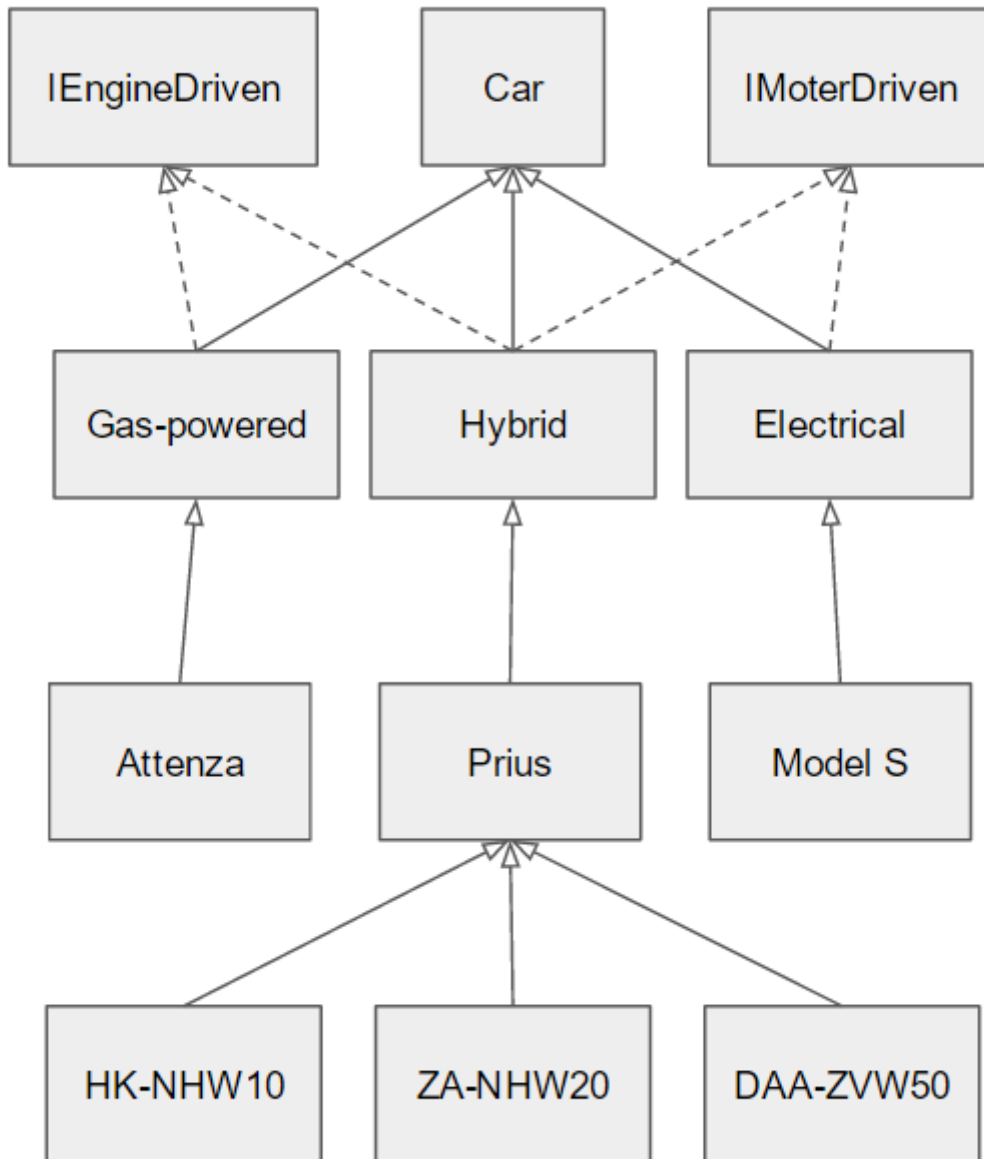 IEngineDriven
Car
IMoterDriven
Gas-powered
Hybrid
Electrical
Attenza
Prius
Model S
HK-NHW10
ZA-NHW20
DAA-ZVW50